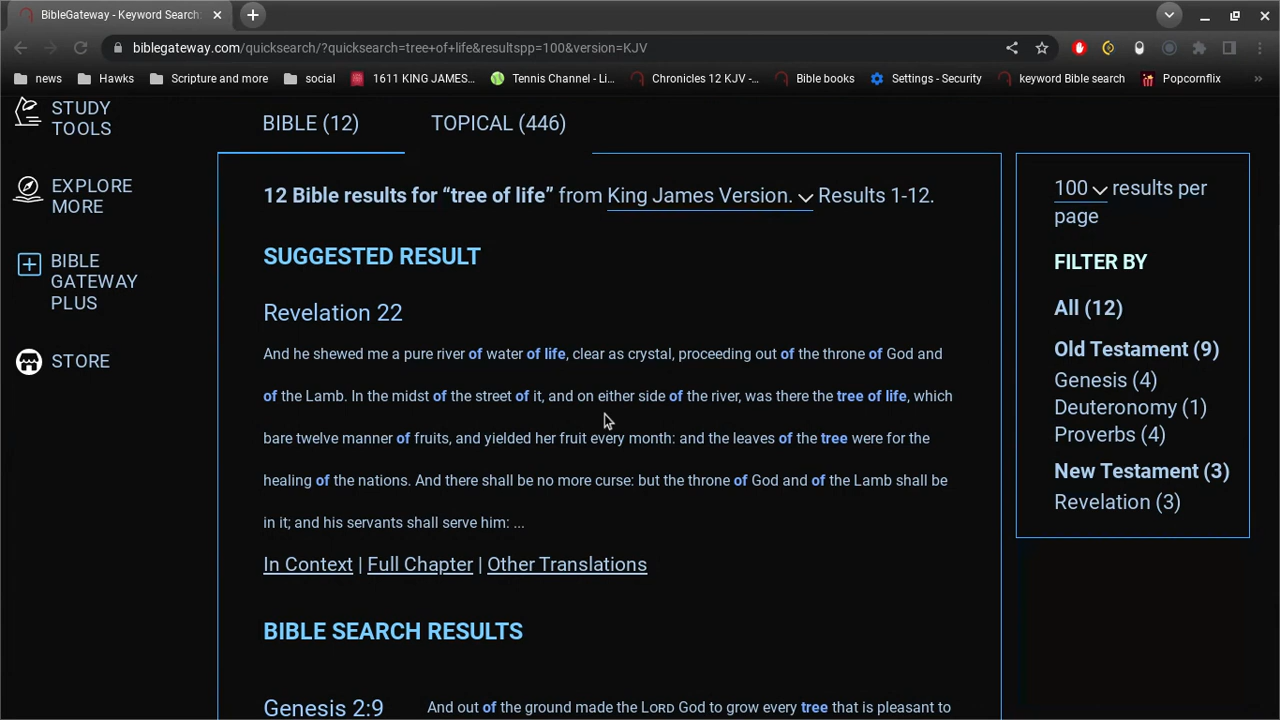 BibleGateway - Keyword Search:
biblegateway.com/quicksearch/?quicksearch=tree+of+life&resultspp=100&version=KJV
news Hawks Scripture and more social 1611 KING JAMES... Tennis Channel - Li... Chronicles 12 KJV -... Bible books Settings - Security keyword Bible search Popcornflix »
STUDY
TOOLS
EXPLORE
MORE
BIBLE
GATEWAY
PLUS
STORE
BIBLE (12) TOPICAL (446)
12 Bible results for “tree of life” from King James Version. Results 1-12.
SUGGESTED RESULT
Revelation 22
And he shewed me a pure river of water of life, clear as crystal, proceeding out of the throne of God and
of the Lamb. In the midst of the street of it, and on either side of the river, was there the tree of life, which
bare twelve manner of fruits, and yielded her fruit every month: and the leaves of the tree were for the
healing of the nations. And there shall be no more curse: but the throne of God and of the Lamb shall be
in it; and his servants shall serve him: ...
In Context | Full Chapter | Other Translations
BIBLE SEARCH RESULTS
Genesis 2:9 And out of the ground made the LORD God to grow every tree that is pleasant to
100 results per
page
FILTER BY
All (12)
Old Testament (9)
Genesis (4)
Deuteronomy (1)
Proverbs (4)
New Testament (3)
Revelation (3)